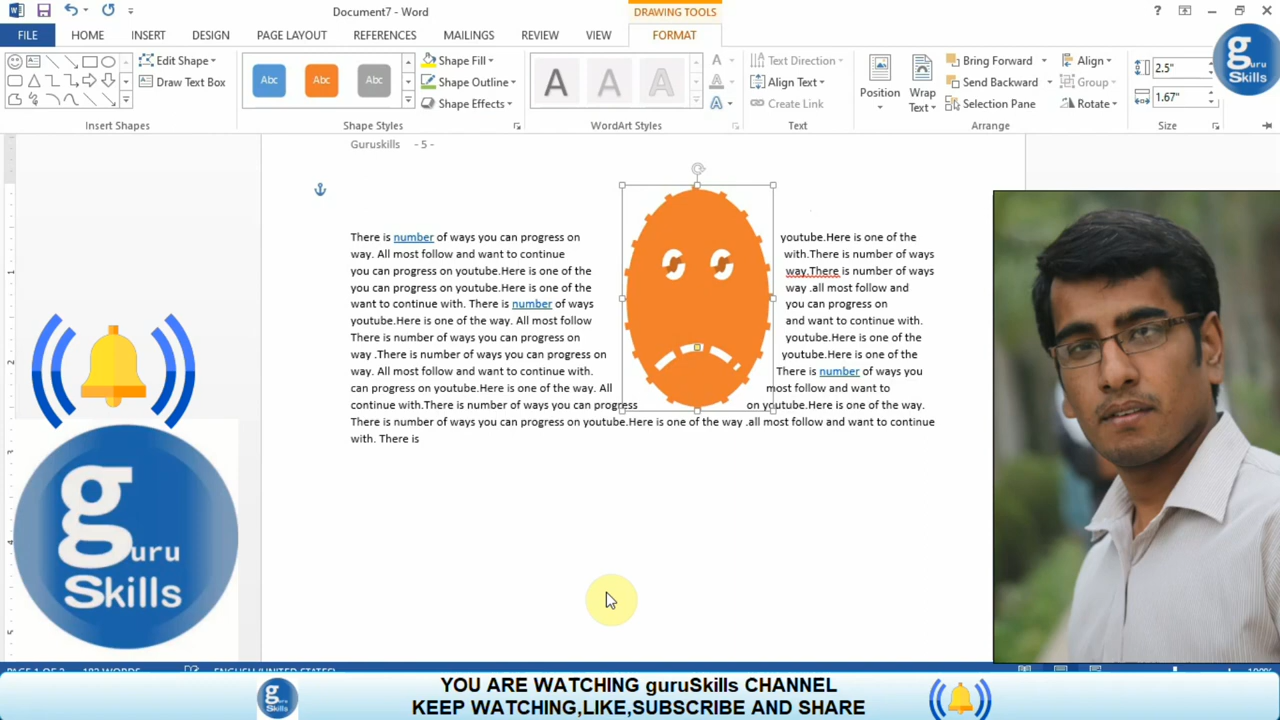 Document7 - Word
DRAWING TOOLS
FILE HOME INSERT DESIGN PAGE LAYOUT REFERENCES MAILINGS REVIEW VIEW FORMAT
Edit Shape
Draw Text Box
Insert Shapes
Abc Abc Abc
Shape Fill
Shape Outline
Shape Effects
Shape Styles
A A A
WordArt Styles
Text Direction
Align Text
Create Link
Text
Position
Wrap
Text
Bring Forward
Send Backward
Selection Pane
Align
Group
Rotate
Arrange
2.5"
1.67"
Size
g
uru
Skills
Guruskills - 5 -
There is number of ways you can progress on youtube.Here is one of the
way. All most follow and want to continue with.There is number of ways
you can progress on youtube.Here is one of the way.There is number of ways
you can progress on youtube.Here is one of the way .all most follow and
want to continue with. There is number of ways you can progress on
youtube.Here is one of the way. All most follow and want to continue with.
There is number of ways you can progress on youtube.Here is one of the
way .There is number of ways you can progress on youtube.Here is one of the
way. All most follow and want to continue with. There is number of ways you
can progress on youtube.Here is one of the way. All most follow and want to
continue with.There is number of ways you can progress on youtube.Here is one of the way.
There is number of ways you can progress on youtube.Here is one of the way .all most follow and want to continue
with. There is
1
2
3
4
5
g
uru
Skills
YOU ARE WATCHING guruSkills CHANNEL
KEEP WATCHING,LIKE,SUBSCRIBE AND SHARE
g
uru
Skills